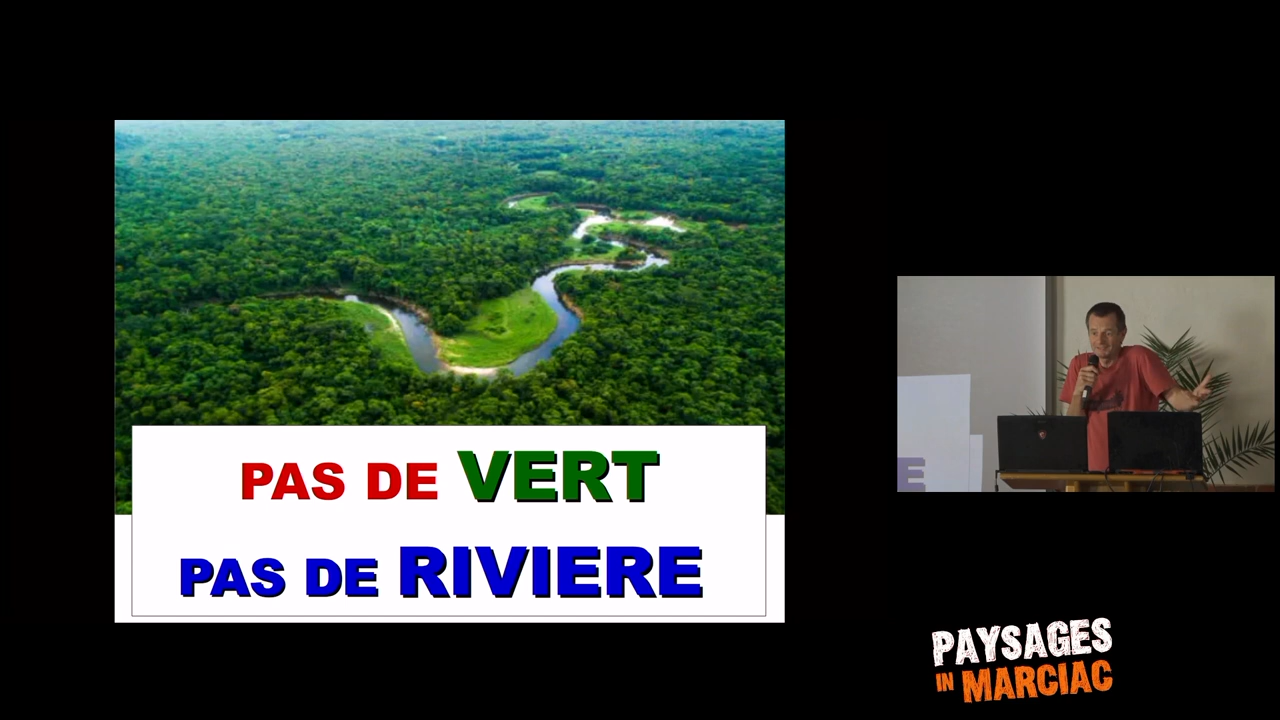 PAS DE VERT
PAS DE RIVIERE
E
PAYSAGES
IN MARCIAC